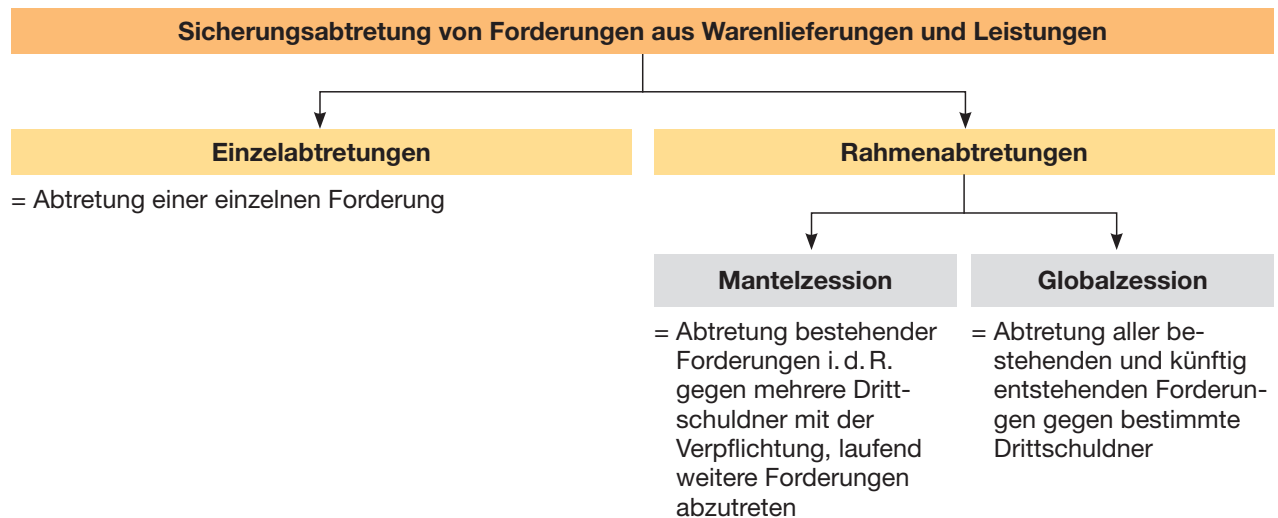 Sicherungsabtretung von Forderungen aus Warenlieferungen und Leistungen
Einzelabtretungen
= Abtretung einer einzelnen Forderung
Rahmenabtretungen
Mantelzession
= Abtretung bestehender
Forderungen i. d. R.
gegen mehrere Dritt-
schuldner mit der
Verpflichtung, laufend
weitere Forderungen
abzutreten
Globalzession
= Abtretung aller be-
stehenden und künftig
entstehenden Forderun-
gen gegen bestimmte
Drittschuldner